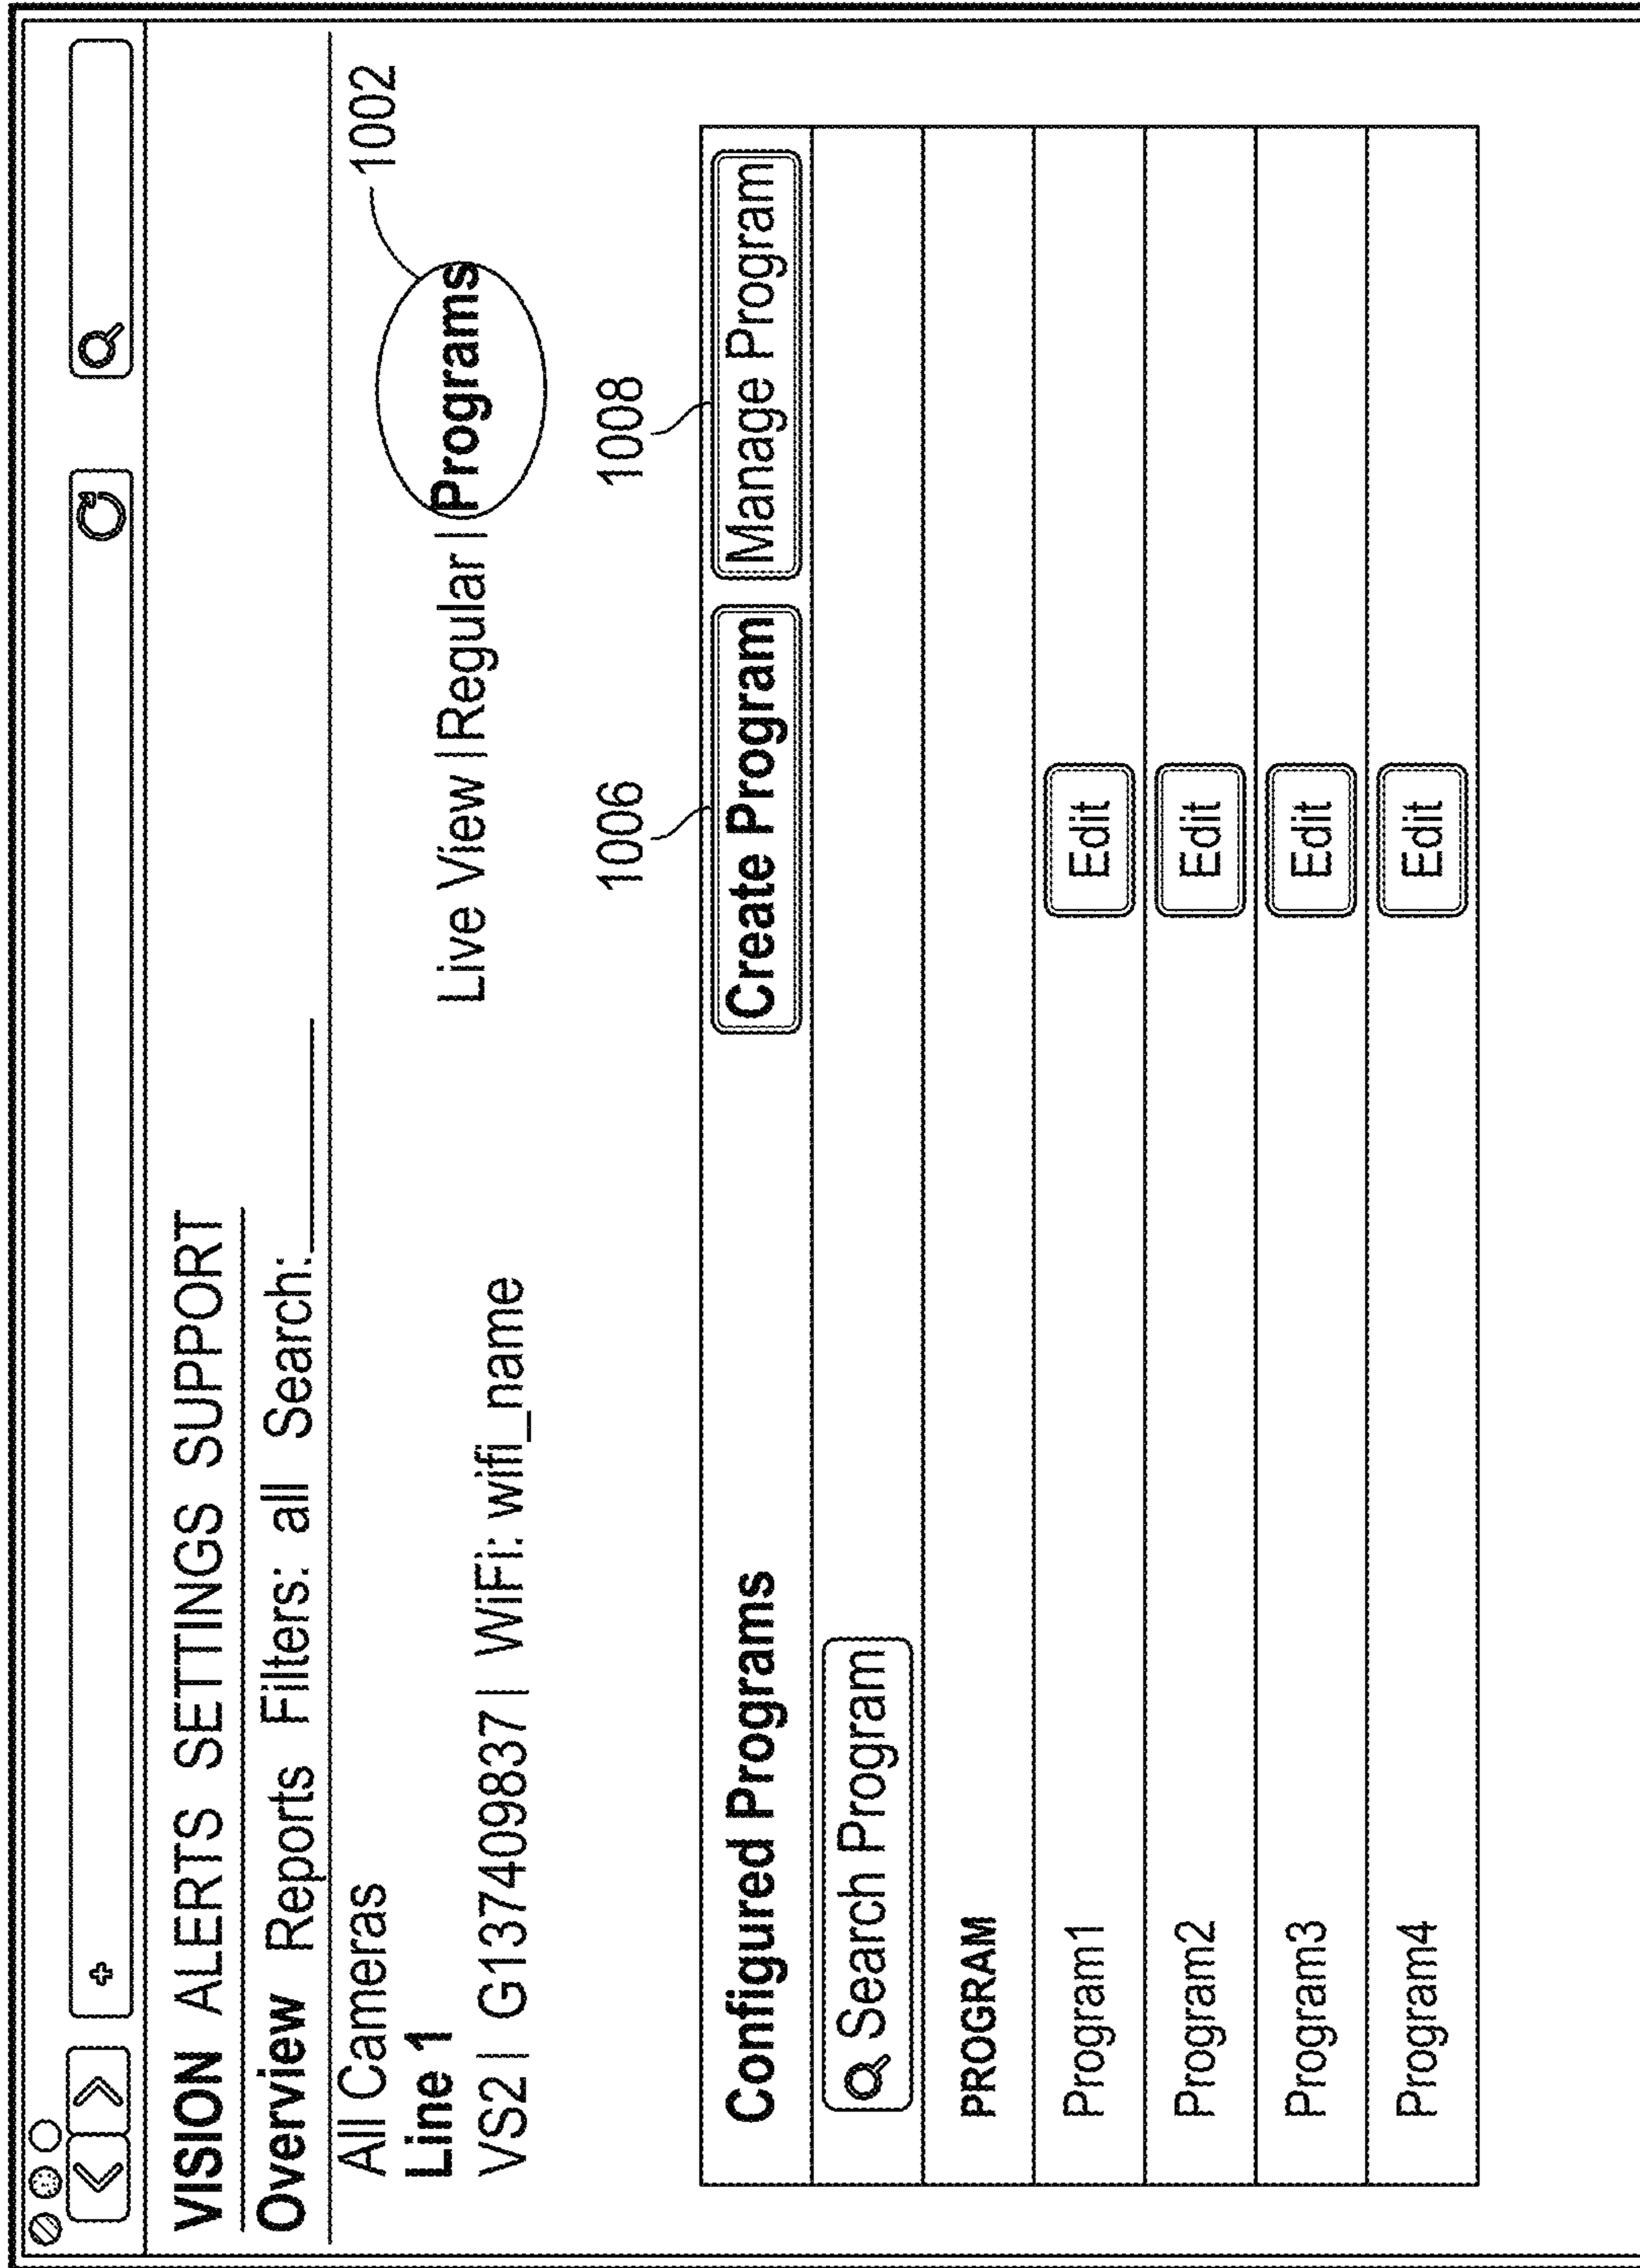 VISION ALERTS SETTINGS SUPPORT
Overview Reports Filters: all Search:
All Cameras
Line 1
VS2 | G137409837 | WiFi: wifi_name
Live View | Regular | Programs
1002
1006
1008
Configured Programs
Create Program
Manage Program
Search Program
PROGRAM
Program1 Edit
Program2 Edit
Program3 Edit
Program4 Edit